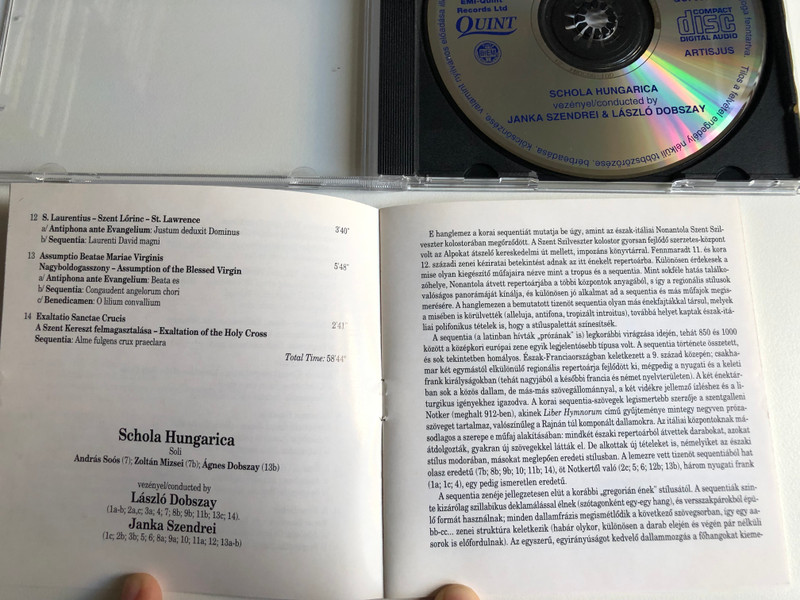 EMI-Quint
Records Ltd
QUINT
COMPACT
disc
DIGITAL AUDIO
ARTISJUS
BIEM
SCHOLA HUNGARICA
vezényel/conducted by
JANKA SZENDREI & LÁSZLÓ DOBSZAY
Tilos a felvétel engedély nélküli többszörözése, bérbeadása, kölcsönzése, valamint nyilvános
12 S. Laurentius – Szent Lőrinc – St. Lawrence 3'40"
a/ Antiphona ante Evangelium: Justum deduxit Dominus
b/ Sequentia: Laurenti David magni
13 Assumptio Beatae Mariae Virginis 5'48"
Nagyboldogasszony – Assumption of the Blessed Virgin
a/ Antiphona ante Evangelium: Beata es
b/ Sequentia: Congaudent angelorum chori
c/ Benedicamen: O lilium convallium
14 Exaltatio Sanctae Crucis 2'41"
A Szent Kereszt felmagasztalása – Exaltation of the Holy Cross
Sequentia: Alme fulgens crux praeclara
Total Time: 58'44"
Schola Hungarica
Soli
András Soós (7); Zoltán Mizsei (7b); Ágnes Dobszay (13b)
vezényel/conducted by
László Dobszay
(1a-b; 2a,c; 3a; 4; 7; 8b; 9b; 11b; 13c; 14).
Janka Szendrei
(1c; 2b; 3b; 5; 6; 8a; 9a; 10; 11a; 12; 13a-b)
E hanglemez a korai sequentiát mutatja be úgy, amint az észak-itáliai Nonantola Szent Szil-
veszter kolostorában megőrződött. A Szent Szilveszter kolostor gyorsan fejlődő szerzetes-központ
volt az Alpokat átszelő kereskedelmi út mellett, impozáns könyvtárral. Fennmaradt 11. és kora
12. századi zenei kéziratai betekintést adnak az itt énekelt repertoárba. Különösen érdekesek a
mise olyan kiegészítő műfajaira nézve mint a tropus és a sequentia. Mint sokféle hatás találko-
zóhelye, Nonantola átvett repertoárjába a többi központok anyagából, s így a regionális stílusok
valóságos panorámáját kínálja, és különösen jó alkalmat ad a sequentia és más műfajok megis-
merésére. A hanglemezen a bemutatott tizenöt sequentia olyan más énekfajtákkal társul, melyek
a misében is körülvették (alleluja, antifona, tropizált introitus), továbbá helyet kaptak észak-itá-
liai polifonikus tételek is, hogy a stíluspalettát színesítsék.
A sequentia (a latinban hívták „prózának" is) legkorábbi virágzása idején, tehát 850 és 1000
között a középkori európai zene egyik legjelentősebb típusa volt. A sequentia története összetett,
és sok tekintetben homályos. Észak-Franciaországban keletkezett a 9. század közepén; csakha-
mar két egymástól elkülönülő regionális repertoárja fejlődött ki, mégpedig a nyugati és a keleti
frank királyságokban (tehát nagyjából a későbbi francia és német nyelvterületen). A két énektár-
ban sok a közös dallam, de más-más szövegállománnyal, a két vidékre jellemző ízléshez és a li-
turgikus igényekhez igazodva. A korai sequentia-szövegek legismertebb szerzője a szentgalleni
Notker (meghalt 912-ben), akinek Liber Hymnorum című gyűjteménye mintegy negyven próza-
szöveget tartalmaz, valószínűleg a Rajnán túl komponált dallamokra. Az itáliai központoknak má-
sodlagos a szerepe e műfaj alakításában: mindkét északi repertoárból átvettek darabokat, azokat
átdolgozták, gyakran új szövegekkel látták el. De alkottak új tételeket is, némelyiket az északi
stílus modorában, másokat meglepően eredeti stílusban. A lemezre vett tizenöt sequentiából hat
olasz eredetű (7b; 8b; 9b; 10; 11b; 14), öt Notkertől való (2c; 5; 6; 12b; 13b), három nyugati frank
(1a; 1c; 4), egy pedig ismeretlen eredetű.
A sequentia zenéje jellegzetesen elüt a korábbi „gregorián ének" stílusától. A sequentiák szin-
te kizárólag szillabikus deklamálással élnek (szótagonként egy-egy hang), és versszakpárokból épü-
lő formát használnak; minden dallamfrázis megismétlődik a következő szövegsorban, így egy aa-
bb-cc... zenei struktúra keletkezik (habár olykor, különösen a darab elején és végén pár nélküli
sorok is előfordulnak). Az egyszerű, egyirányúságot kedvelő dallammozgás a főhangokat kieme-